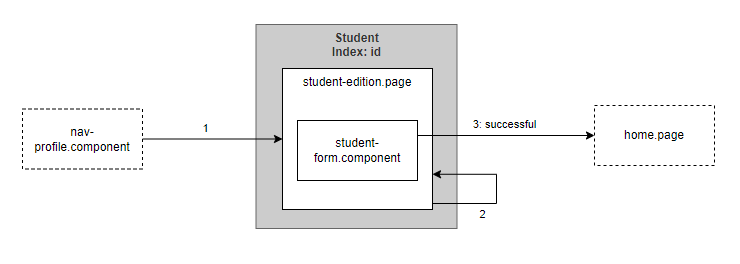 Student
Index: id
student-edition.page
nav-
profile.component
1
student-
form.component
3: successful
home.page
2